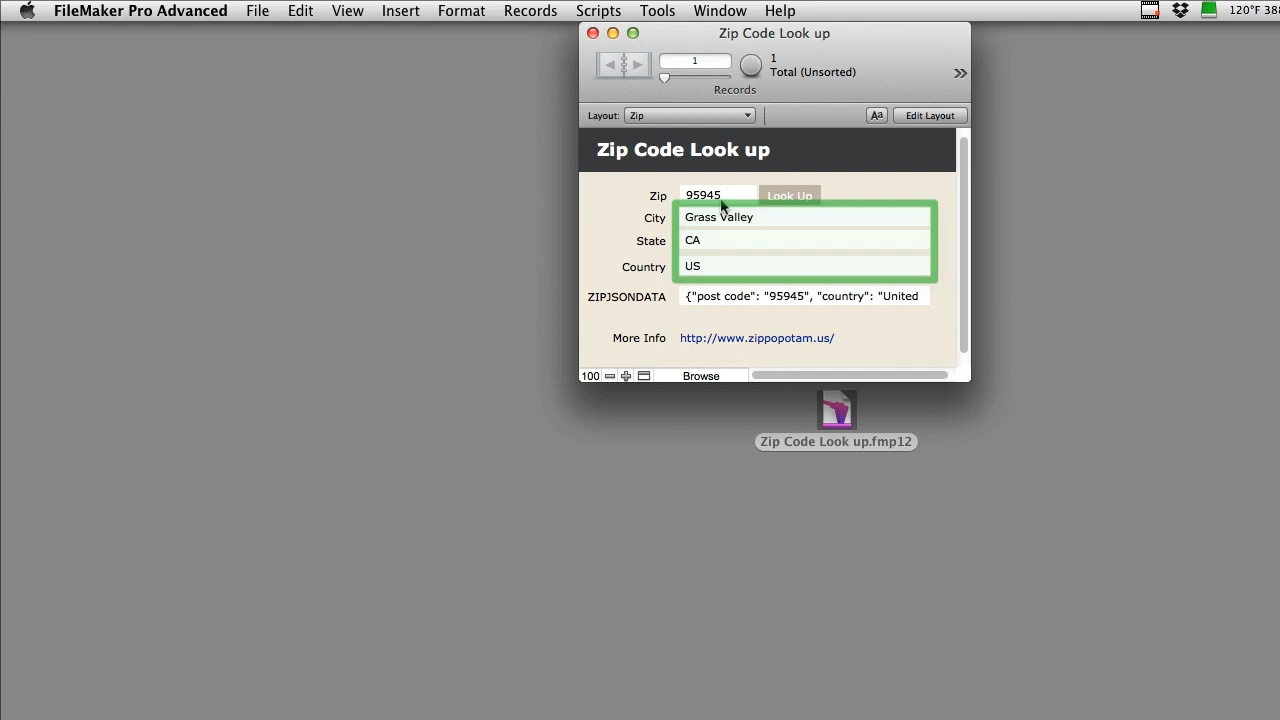 FileMaker Pro Advanced File Edit View Insert Format Records Scripts Tools Window Help 120°F 38
Zip Code Look up
1
1
Total (Unsorted)
Records
Layout: Zip Aa Edit Layout
Zip Code Look up
Zip 95945 Look Up
City Grass Valley
State CA
Country US
ZIPJSONDATA {"post code": "95945", "country": "United
More Info http://www.zippopotam.us/
100 Browse
Zip Code Look up.fmp12